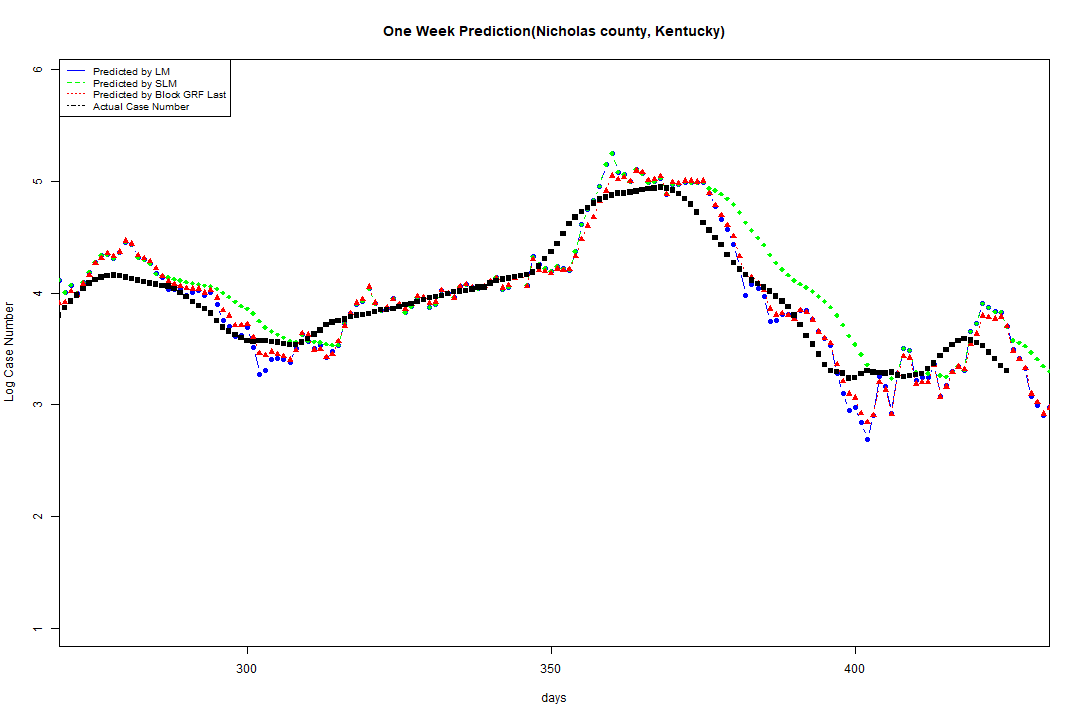 One Week Prediction(Nicholas county, Kentucky)
Predicted by LM
Predicted by SLM
Predicted by Block GRF Last
Actual Case Number
6
5
4
3
2
1
Log Case Number
300
350
400
days